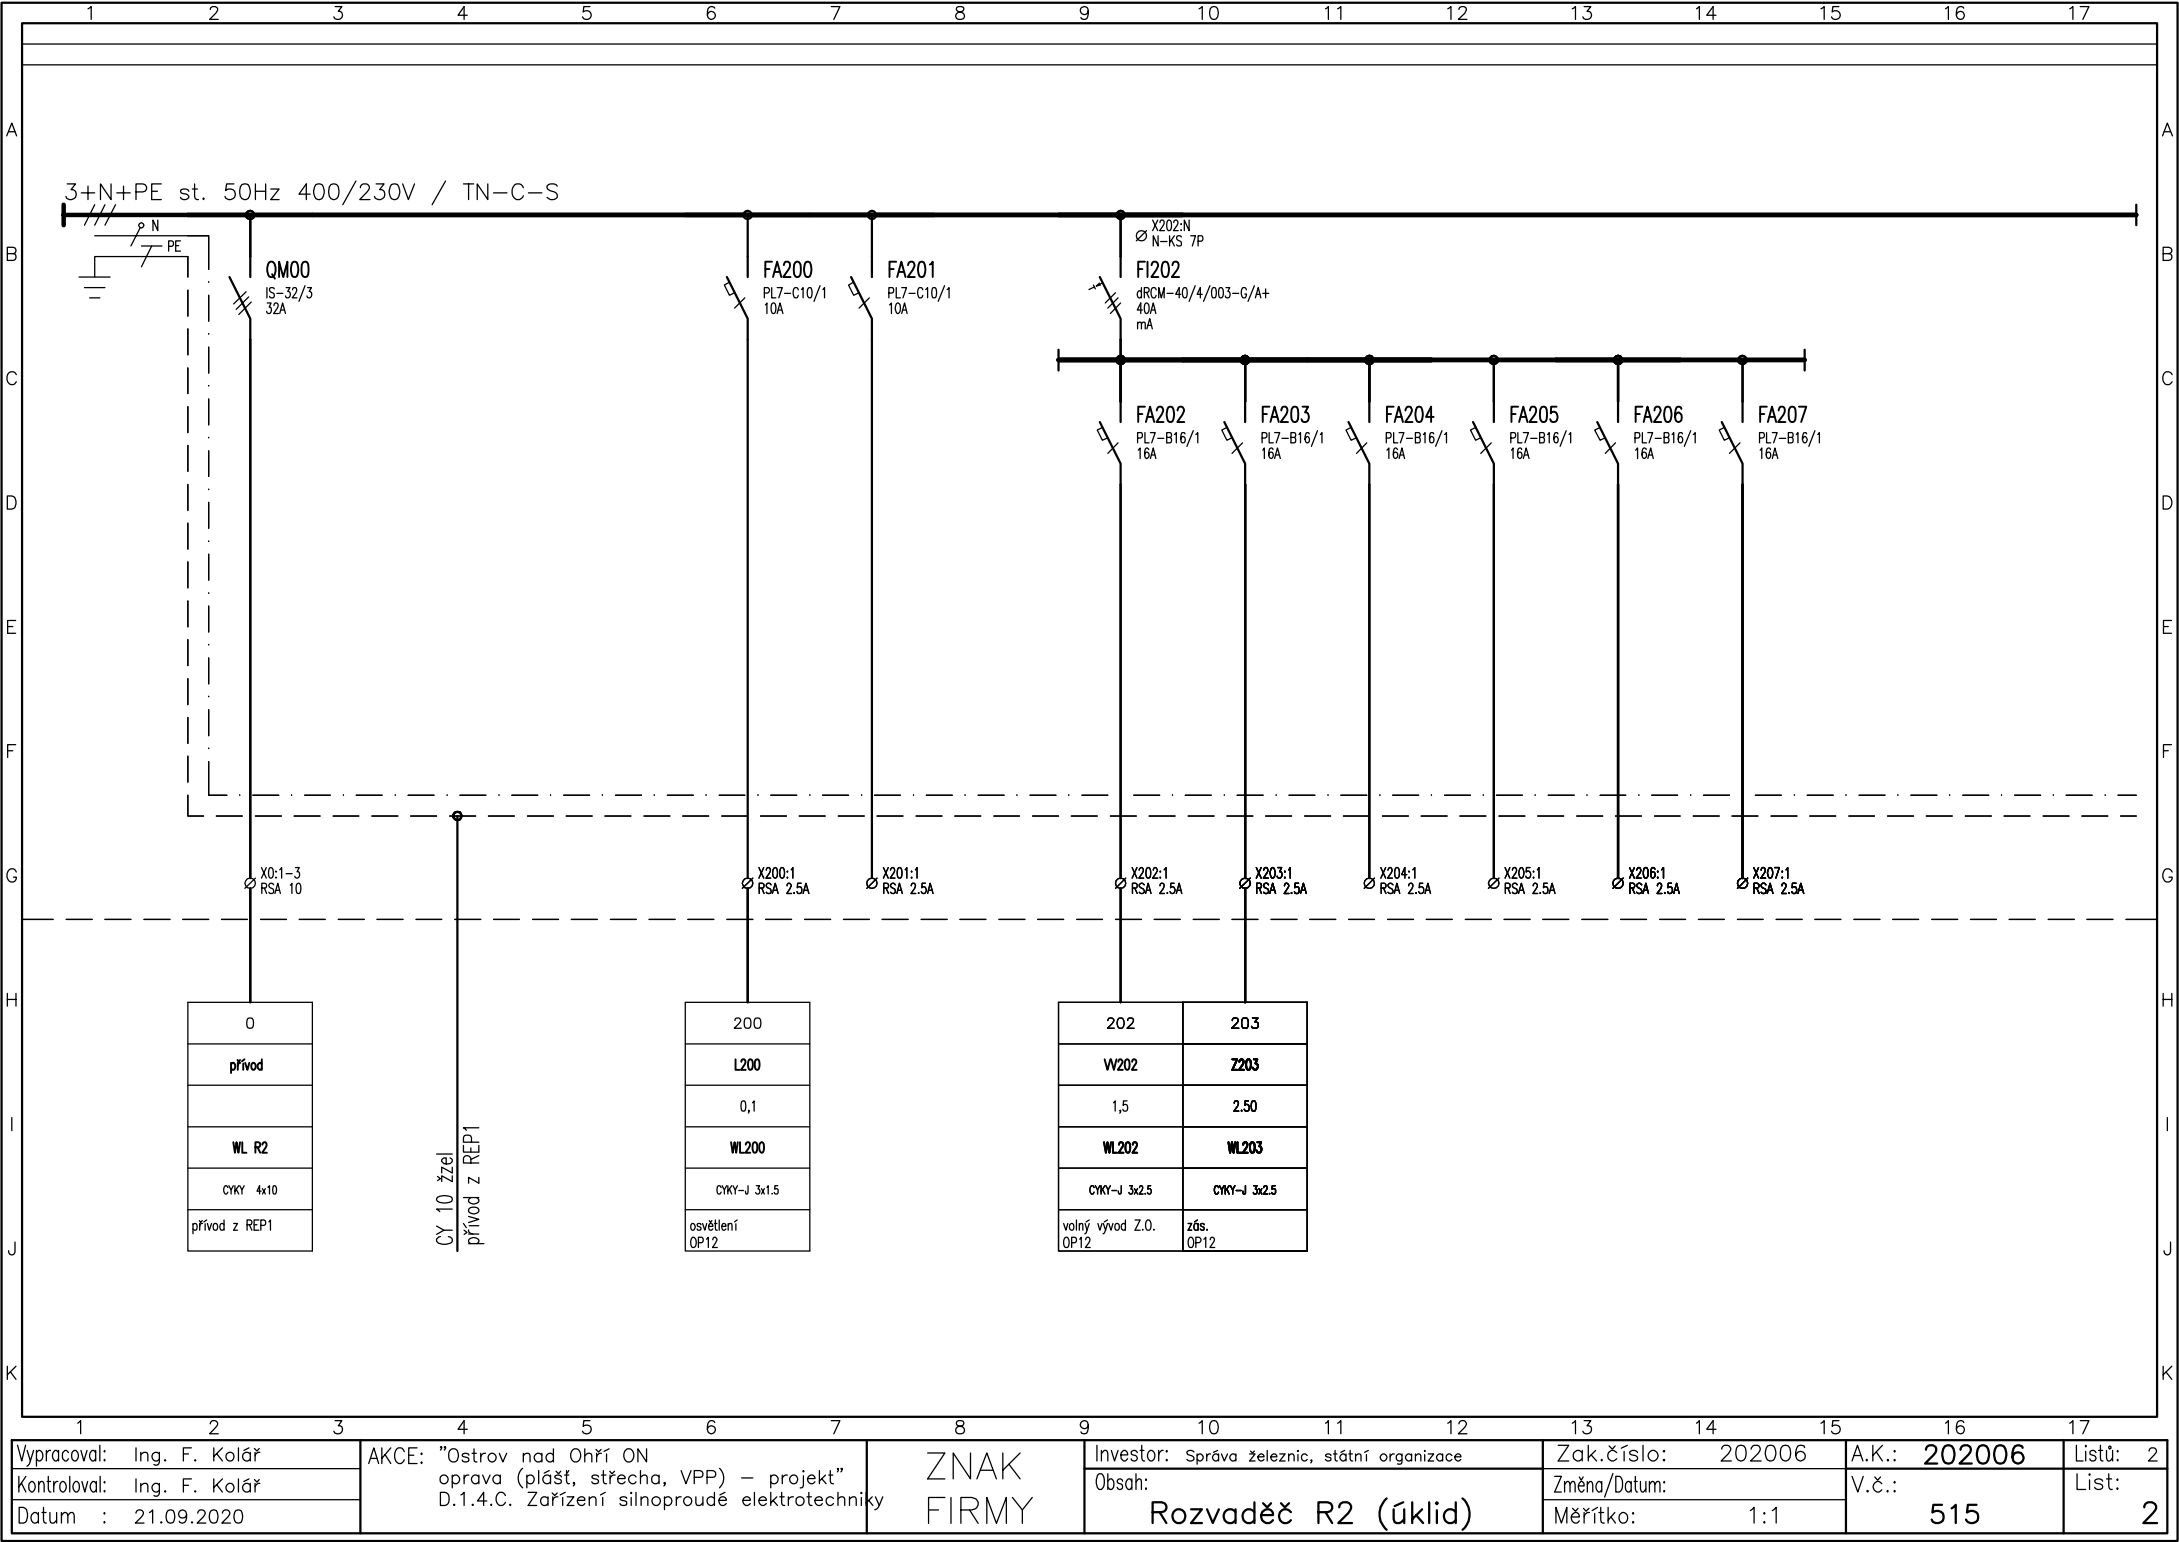 1 2 3 4 5 6 7 8 9 10 11 12 13 14 15 16 17
A A
3+N+PE st. 50Hz 400/230V / TN-C-S
N
PE
B B
QM00
IS-32/3
32A
FA200
PL7-C10/1
10A
FA201
PL7-C10/1
10A
X202:N
N-KS 7P
FI202
dRCM-40/4/003-G/A+
40A
mA
C C
FA202
PL7-B16/1
16A
FA203
PL7-B16/1
16A
FA204
PL7-B16/1
16A
FA205
PL7-B16/1
16A
FA206
PL7-B16/1
16A
FA207
PL7-B16/1
16A
D D
E E
F F
G G
X0:1-3
RSA 10
X200:1
RSA 2.5A
X201:1
RSA 2.5A
X202:1
RSA 2.5A
X203:1
RSA 2.5A
X204:1
RSA 2.5A
X205:1
RSA 2.5A
X206:1
RSA 2.5A
X207:1
RSA 2.5A
H H
0
přívod
WL R2
CYKY 4x10
přívod z REP1
CY 10 žzel
přívod z REP1
200
L200
0,1
WL200
CYKY-J 3x1.5
osvětlení
OP12
202
VV202
1,5
WL202
CYKY-J 3x2.5
volný vývod Z.O.
OP12
203
Z203
2.50
WL203
CYKY-J 3x2.5
zás.
OP12
I I
J J
K K
1 2 3 4 5 6 7 8 9 10 11 12 13 14 15 16 17
Vypracoval: Ing. F. Kolář
Kontroloval: Ing. F. Kolář
Datum : 21.09.2020
AKCE: "Ostrov nad Ohří ON
oprava (plášť, střecha, VPP) - projekt"
D.1.4.C. Zařízení silnoproudé elektrotechniky
ZNAK
FIRMY
Investor: Správa železnic, státní organizace
Obsah:
Rozvaděč R2 (úklid)
Zak.číslo: 202006
Změna/Datum:
Měřítko: 1:1
A.K.: 202006
V.č.:
515
Listů: 2
List:
2